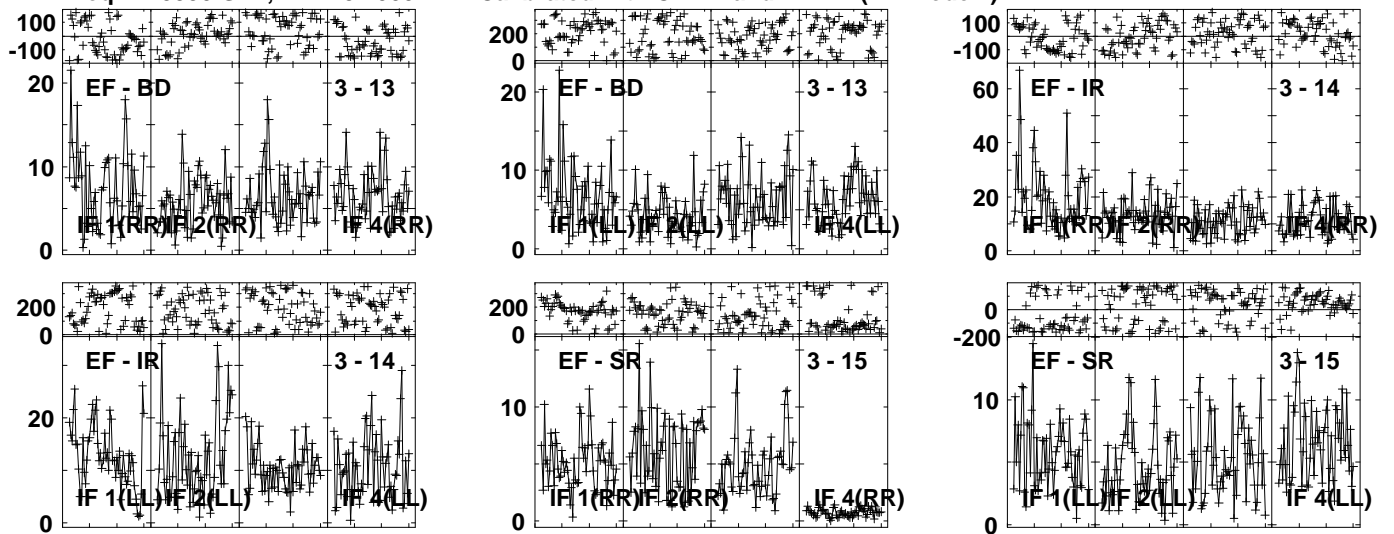 100
-100
20
10
0
EF - BD 3 - 13
IF 1(RR) IF 2(RR) IF 4(RR)
200
0
20
10
0
EF - BD 3 - 13
IF 1(LL) IF 2(LL) IF 4(LL)
100
-100
60
40
20
0
EF - IR 3 - 14
IF 1(RR) IF 2(RR) IF 4(RR)
200
0
20
0
EF - IR 3 - 14
IF 1(LL) IF 2(LL) IF 4(LL)
200
0
10
0
EF - SR 3 - 15
IF 1(RR) IF 2(RR) IF 4(RR)
0
-200
10
0
EF - SR 3 - 15
IF 1(LL) IF 2(LL) IF 4(LL)